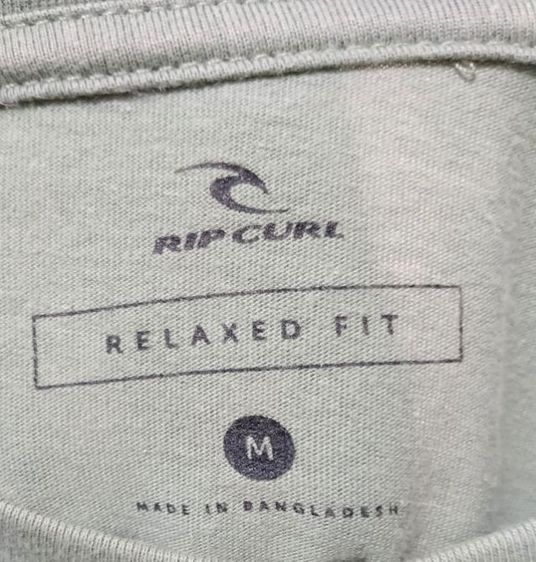 RIP CURL
RELAXED FIT
M
MADE IN BANGLADESH